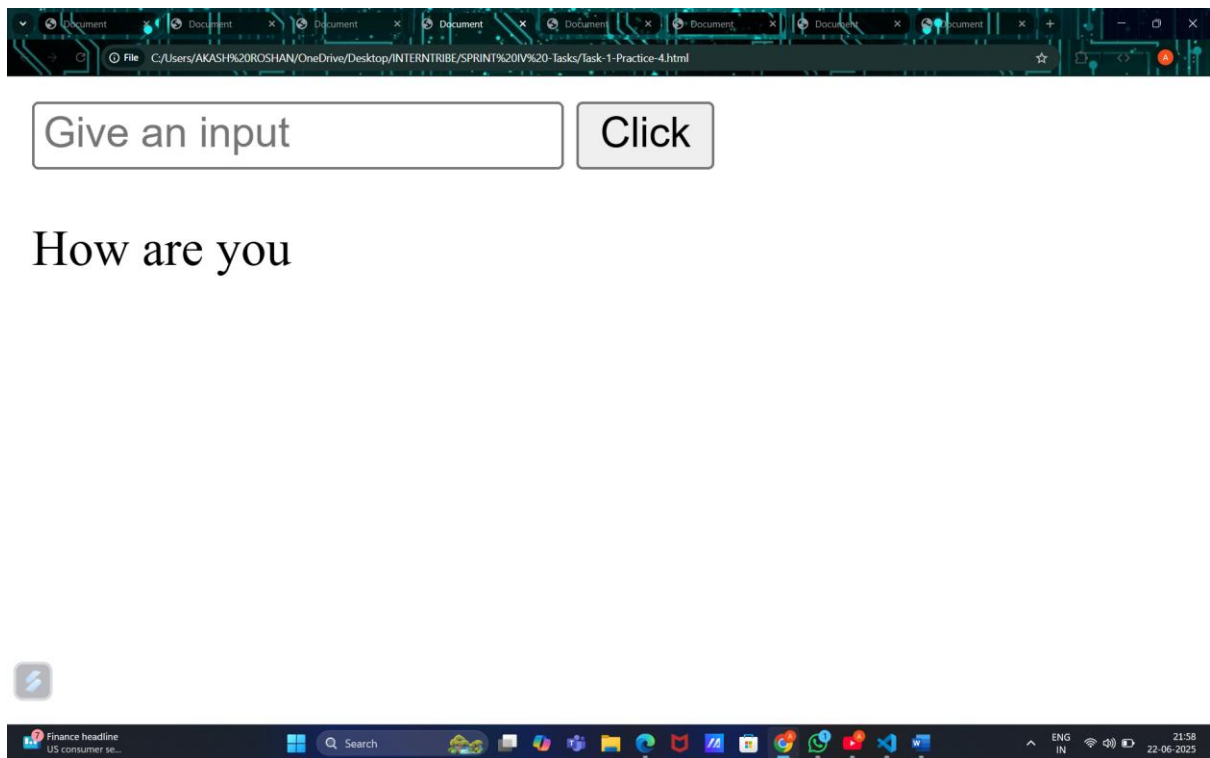 Document Document Document Document Document Document Document Document
File C:/Users/AKASH%20ROSHAN/OneDrive/Desktop/INTERNTRIBE/SPRINT%20IV%20-Tasks/Task-1-Practice-4.html A
Give an input Click
How are you
7 Finance headline
US consumer se...
Search
ENG 21:58
IN 22-06-2025